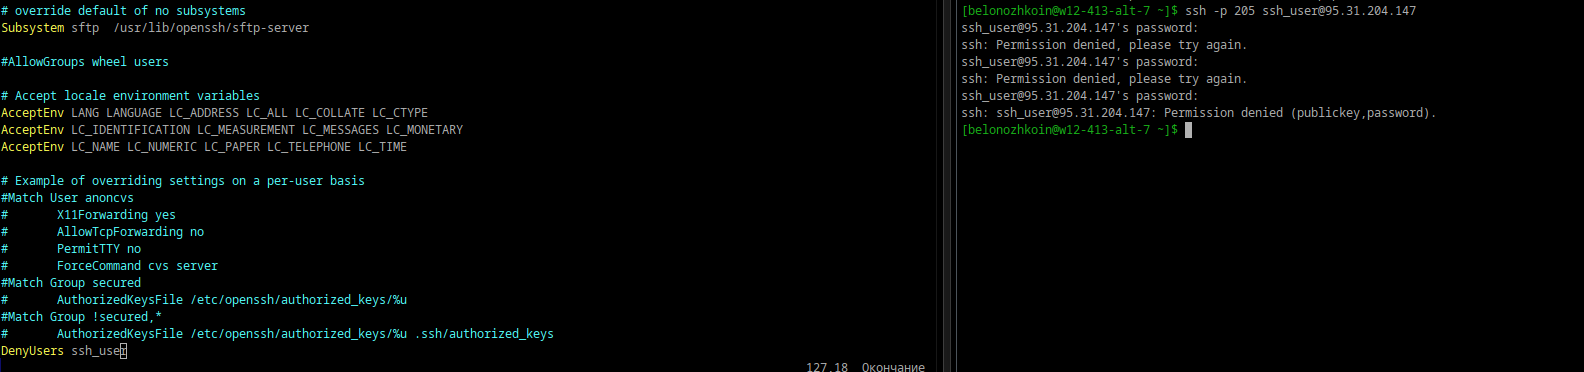 # override default of no subsystems
Subsystem sftp  /usr/lib/openssh/sftp-server
#AllowGroups wheel users
# Accept locale environment variables
AcceptEnv LANG LANGUAGE LC_ADDRESS LC_ALL LC_COLLATE LC_CTYPE
AcceptEnv LC_IDENTIFICATION LC_MEASUREMENT LC_MESSAGES LC_MONETARY
AcceptEnv LC_NAME LC_NUMERIC LC_PAPER LC_TELEPHONE LC_TIME
# Example of overriding settings on a per-user basis
#Match User anoncvs
#       X11Forwarding yes
#       AllowTcpForwarding no
#       PermitTTY no
#       ForceCommand cvs server
#Match Group secured
#       AuthorizedKeysFile /etc/openssh/authorized_keys/%u
#Match Group !secured,*
#       AuthorizedKeysFile /etc/openssh/authorized_keys/%u .ssh/authorized_keys
DenyUsers ssh_user
127,18  Окончание
[belonozhkoin@w12-413-alt-7 ~]$ ssh -p 205 ssh_user@95.31.204.147
ssh_user@95.31.204.147's password:
ssh: Permission denied, please try again.
ssh_user@95.31.204.147's password:
ssh: Permission denied, please try again.
ssh_user@95.31.204.147's password:
ssh: ssh_user@95.31.204.147: Permission denied (publickey,password).
[belonozhkoin@w12-413-alt-7 ~]$